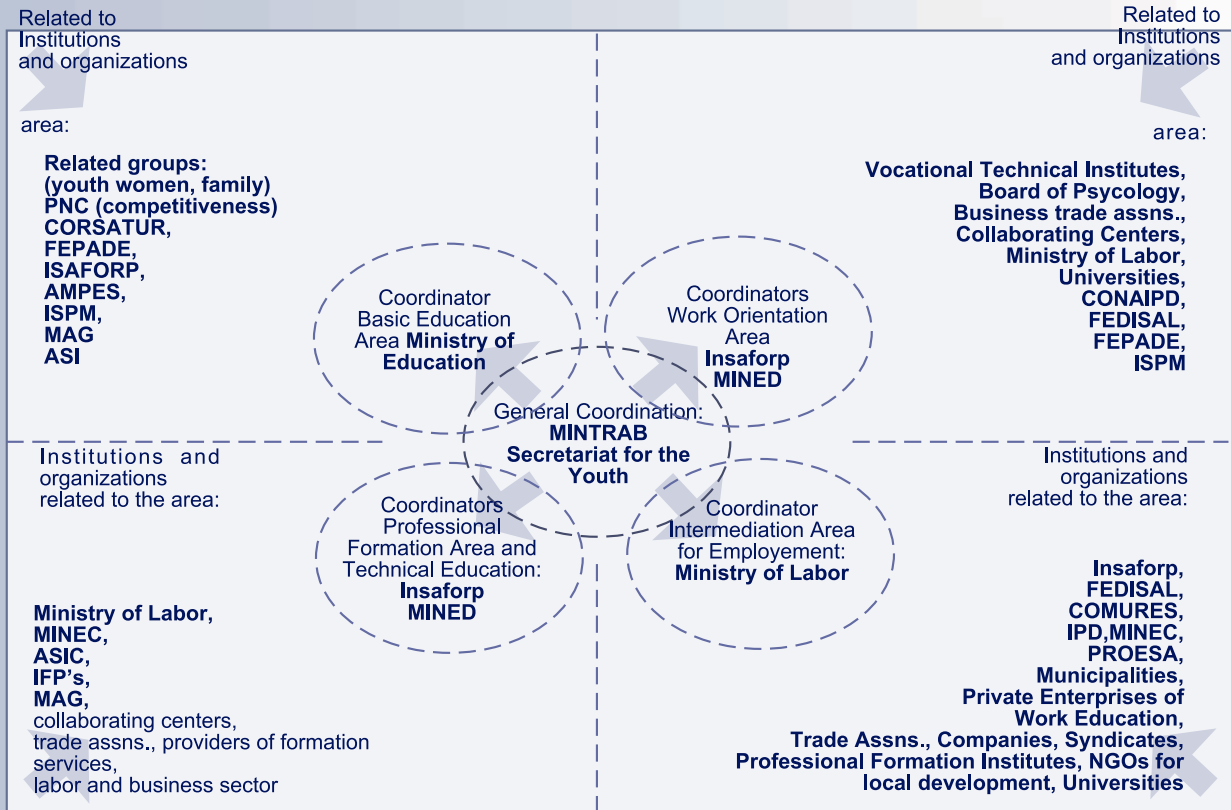 Related to
Institutions
and organizations
area:
Related groups:
(youth women, family)
PNC (competitiveness)
CORSATUR,
FEPADE,
ISAFORP,
AMPES,
ISPM,
MAG
ASI
Related to
Institutions
and organizations
area:
Vocational Technical Institutes,
Board of Psycology,
Business trade assns.,
Collaborating Centers,
Ministry of Labor,
Universities,
CONAIPD,
FEDISAL,
FEPADE,
ISPM
Coordinator
Basic Education
Area Ministry of
Education
Coordinators
Work Orientation
Area
Insaforp
MINED
General Coordination:
MINTRAB
Secretariat for the
Youth
Coordinators
Professional
Formation Area and
Technical Education:
Insaforp
MINED
Coordinator
Intermediation Area
for Employement:
Ministry of Labor
Institutions and
organizations
related to the area:
Ministry of Labor,
MINEC,
ASIC,
IFP's,
MAG,
collaborating centers,
trade assns., providers of formation
services,
labor and business sector
Institutions and
organizations
related to the area:
Insaforp,
FEDISAL,
COMURES,
IPD,MINEC,
PROESA,
Municipalities,
Private Enterprises of
Work Education,
Trade Assns., Companies, Syndicates,
Professional Formation Institutes, NGOs for
local development, Universities